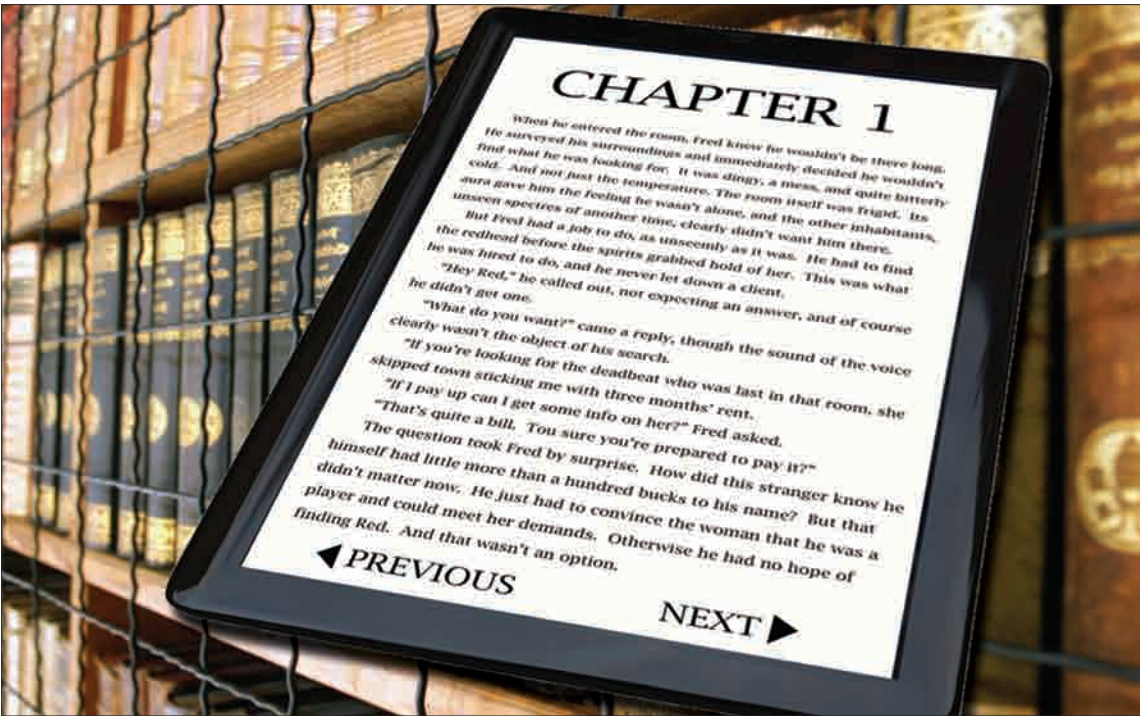 CHAPTER 1
When he entered the room, Fred knew he wouldn't be there long.
He surveyed his surroundings and immediately decided he wouldn't
find what he was looking for. It was dingy, a mess, and quite bitterly
cold. And not just the temperature. The room itself was frigid. Its
aura gave him the feeling he wasn't alone, and the other inhabitants,
unseen spectres of another time, clearly didn't want him there.
But Fred had a job to do, as unseemly as it was. He had to find
the redhead before the spirits grabbed hold of her. This was what
he was hired to do, and he never let down a client.
"Hey Red," he called out, not expecting an answer, and of course
he didn't get one.
"What do you want?" came a reply, though the sound of the voice
clearly wasn't the object of his search.
"If you're looking for the deadbeat who was last in that room, she
skipped town sticking me with three months' rent.
"If I pay up can I get some info on her?" Fred asked.
"That's quite a bill. You sure you're prepared to pay it?"
The question took Fred by surprise. How did this stranger know he
himself had little more than a hundred bucks to his name? But that
didn't matter now. He just had to convince the woman that he was a
player and could meet her demands. Otherwise he had no hope of
finding Red. And that wasn't an option.
PREVIOUS
NEXT